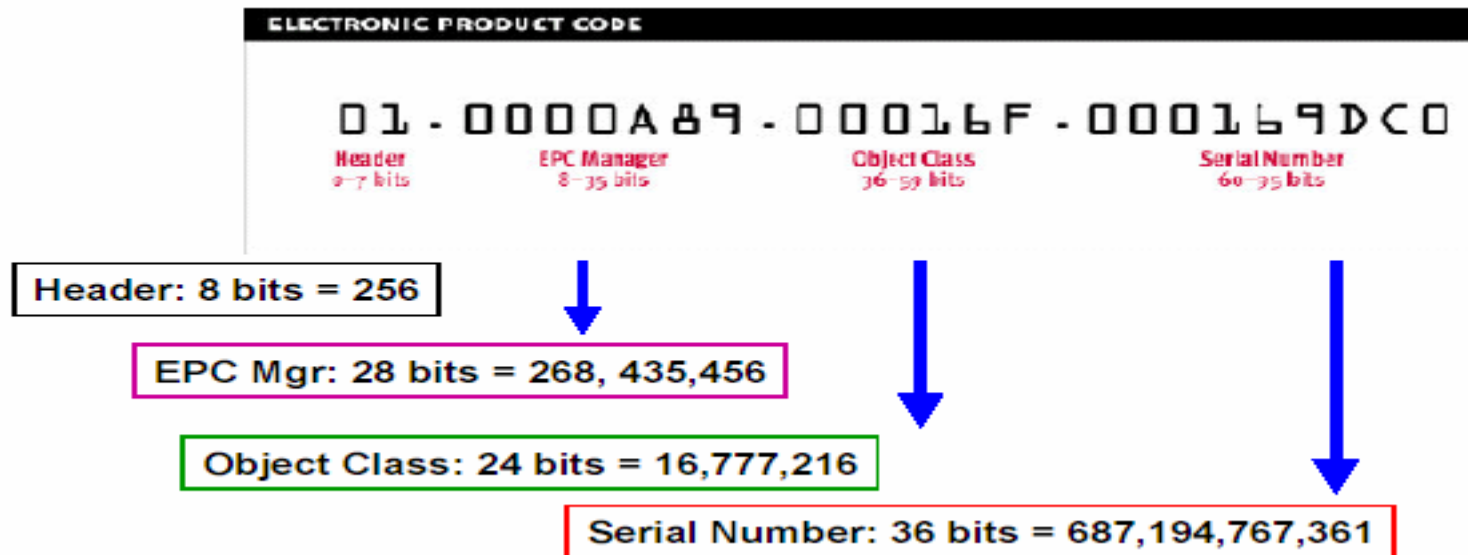 ELECTRONIC PRODUCT CODE
01-0000A89-00016F-000169DC0
Header EPC Manager Object Class Serial Number
0-7 bits 8-35 bits 36-59 bits 60-95 bits
Header: 8 bits = 256
EPC Mgr: 28 bits = 268, 435,456
Object Class: 24 bits = 16,777,216
Serial Number: 36 bits = 687,194,767,361